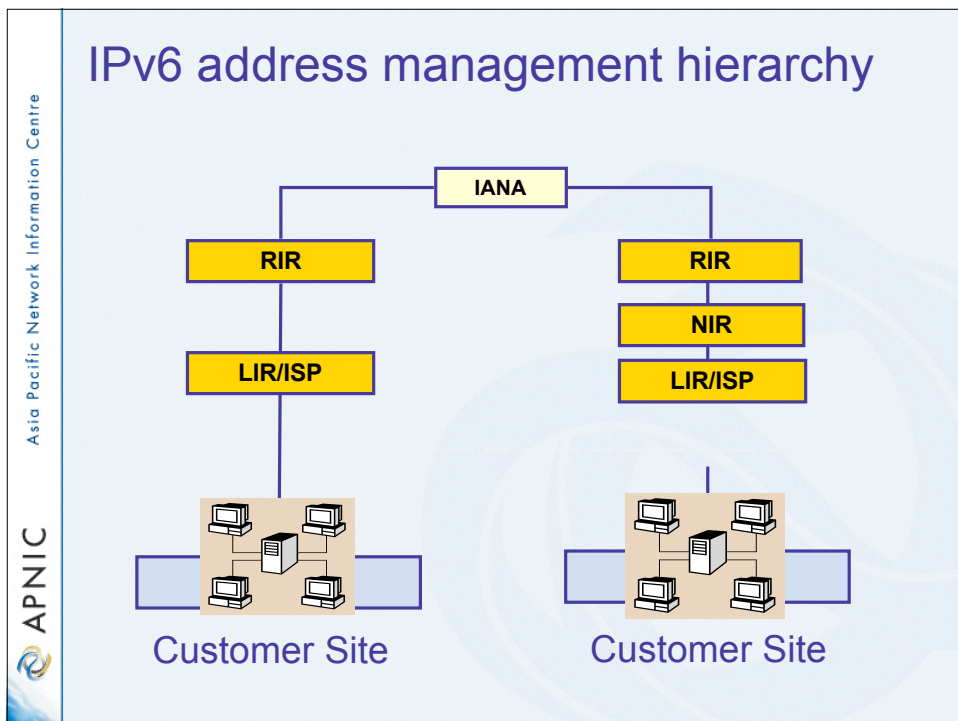 IPv6 address management hierarchy
Asia Pacific Network Information Centre
APNIC
IANA
RIR
RIR
NIR
LIR/ISP
LIR/ISP
Customer Site
Customer Site